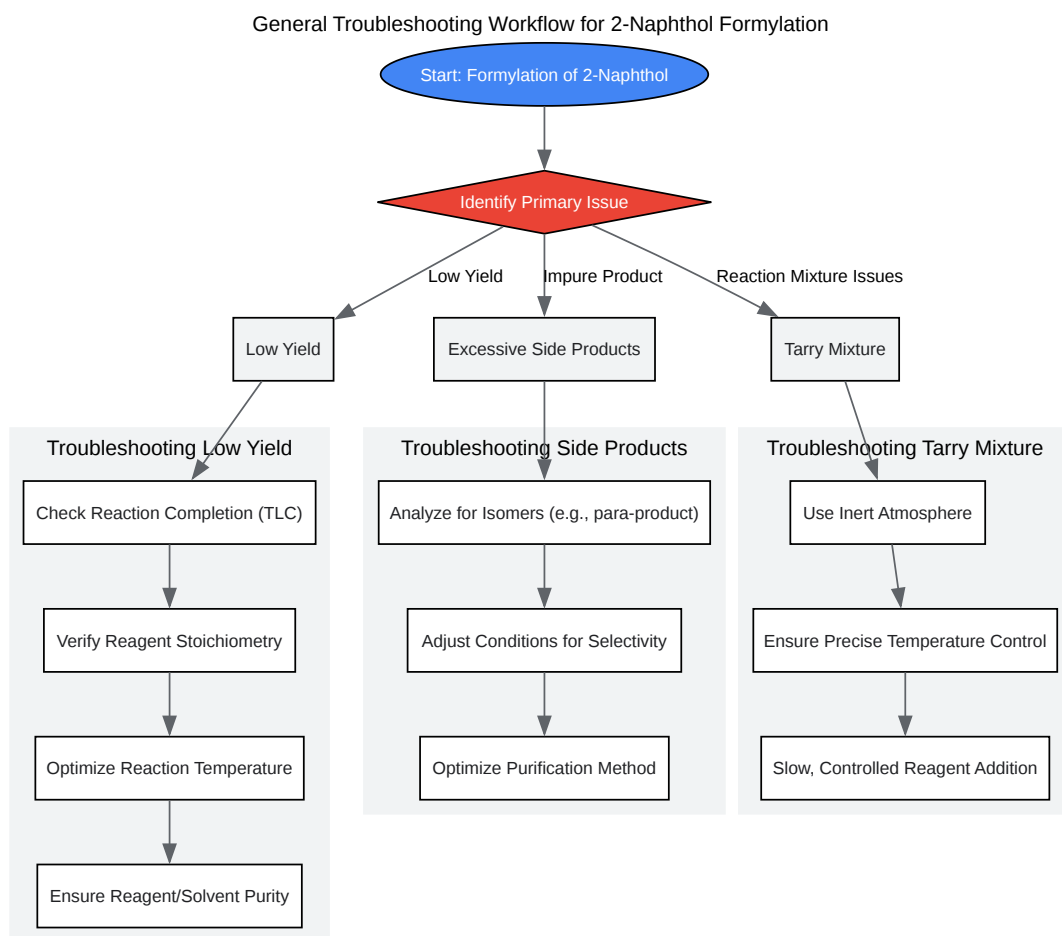 General Troubleshooting Workflow for 2-Naphthol Formylation
Start: Formylation of 2-Naphthol
Identify Primary Issue
Low Yield
Impure Product
Reaction Mixture Issues
Low Yield
Excessive Side Products
Tarry Mixture
Troubleshooting Low Yield
Check Reaction Completion (TLC)
Verify Reagent Stoichiometry
Optimize Reaction Temperature
Ensure Reagent/Solvent Purity
Troubleshooting Side Products
Analyze for Isomers (e.g., para-product)
Adjust Conditions for Selectivity
Optimize Purification Method
Troubleshooting Tarry Mixture
Use Inert Atmosphere
Ensure Precise Temperature Control
Slow, Controlled Reagent Addition